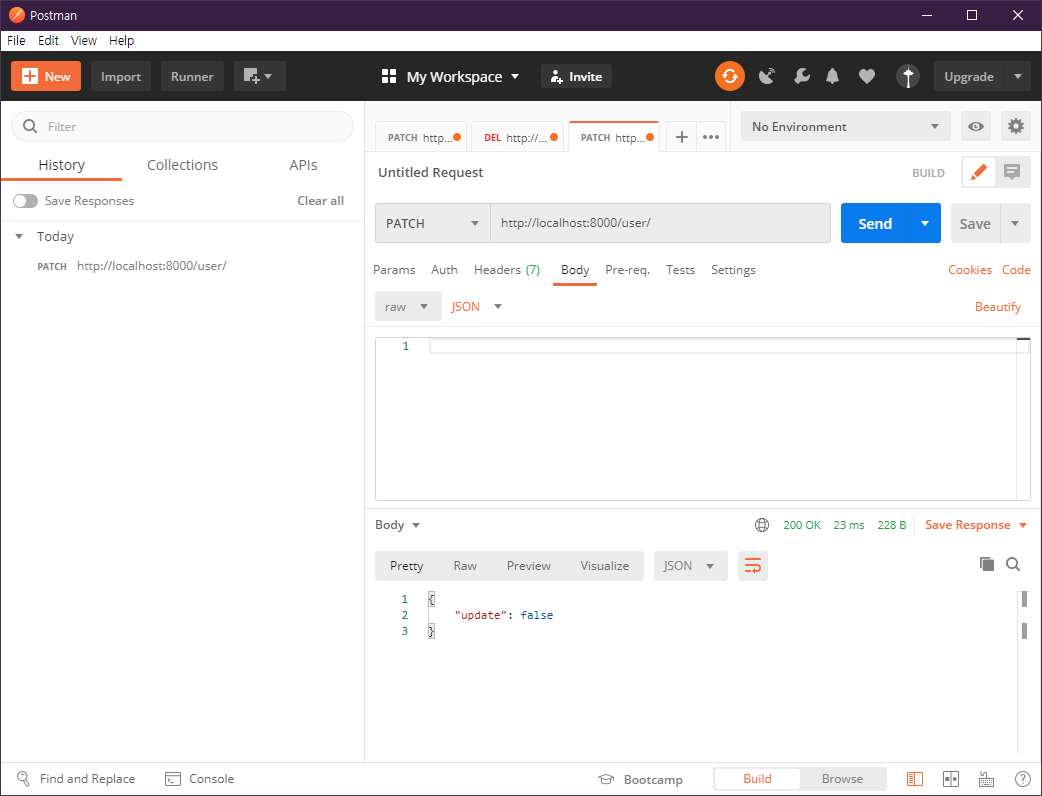 Postman
File Edit View Help
New Import Runner My Workspace Invite Upgrade
Filter
History Collections APIs
Save Responses Clear all
Today
PATCH http://localhost:8000/user/
PATCH http... DEL http://... PATCH http... No Environment
Untitled Request BUILD
PATCH http://localhost:8000/user/ Send Save
Params Auth Headers (7) Body Pre-req. Tests Settings Cookies Code
raw JSON Beautify
1
Body 200 OK 23 ms 228 B Save Response
Pretty Raw Preview Visualize JSON
1 {
2 "update": false
3 }
Find and Replace Console Bootcamp Build Browse